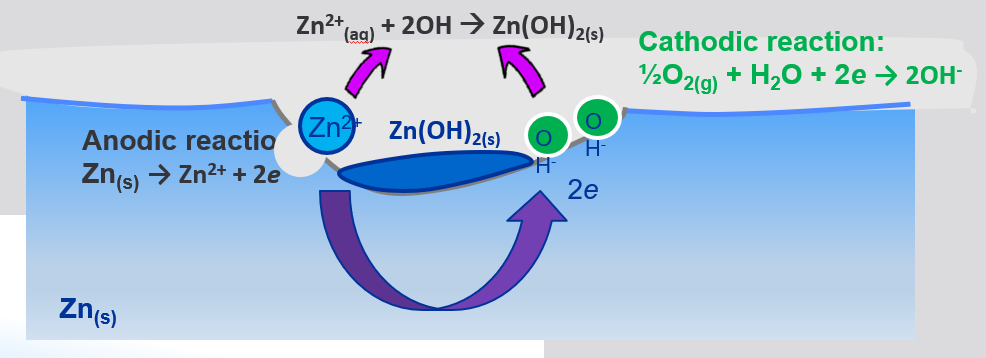 Zn²⁺(aq) + 2OH → Zn(OH)₂(s)
Cathodic reaction:
½O₂(g) + H₂O + 2e → 2OH⁻
Anodic reactio
Zn(s) → Zn²⁺ + 2e
Zn²⁺
Zn(OH)₂(s)
O
H⁻
O
H⁻
2e
Zn(s)